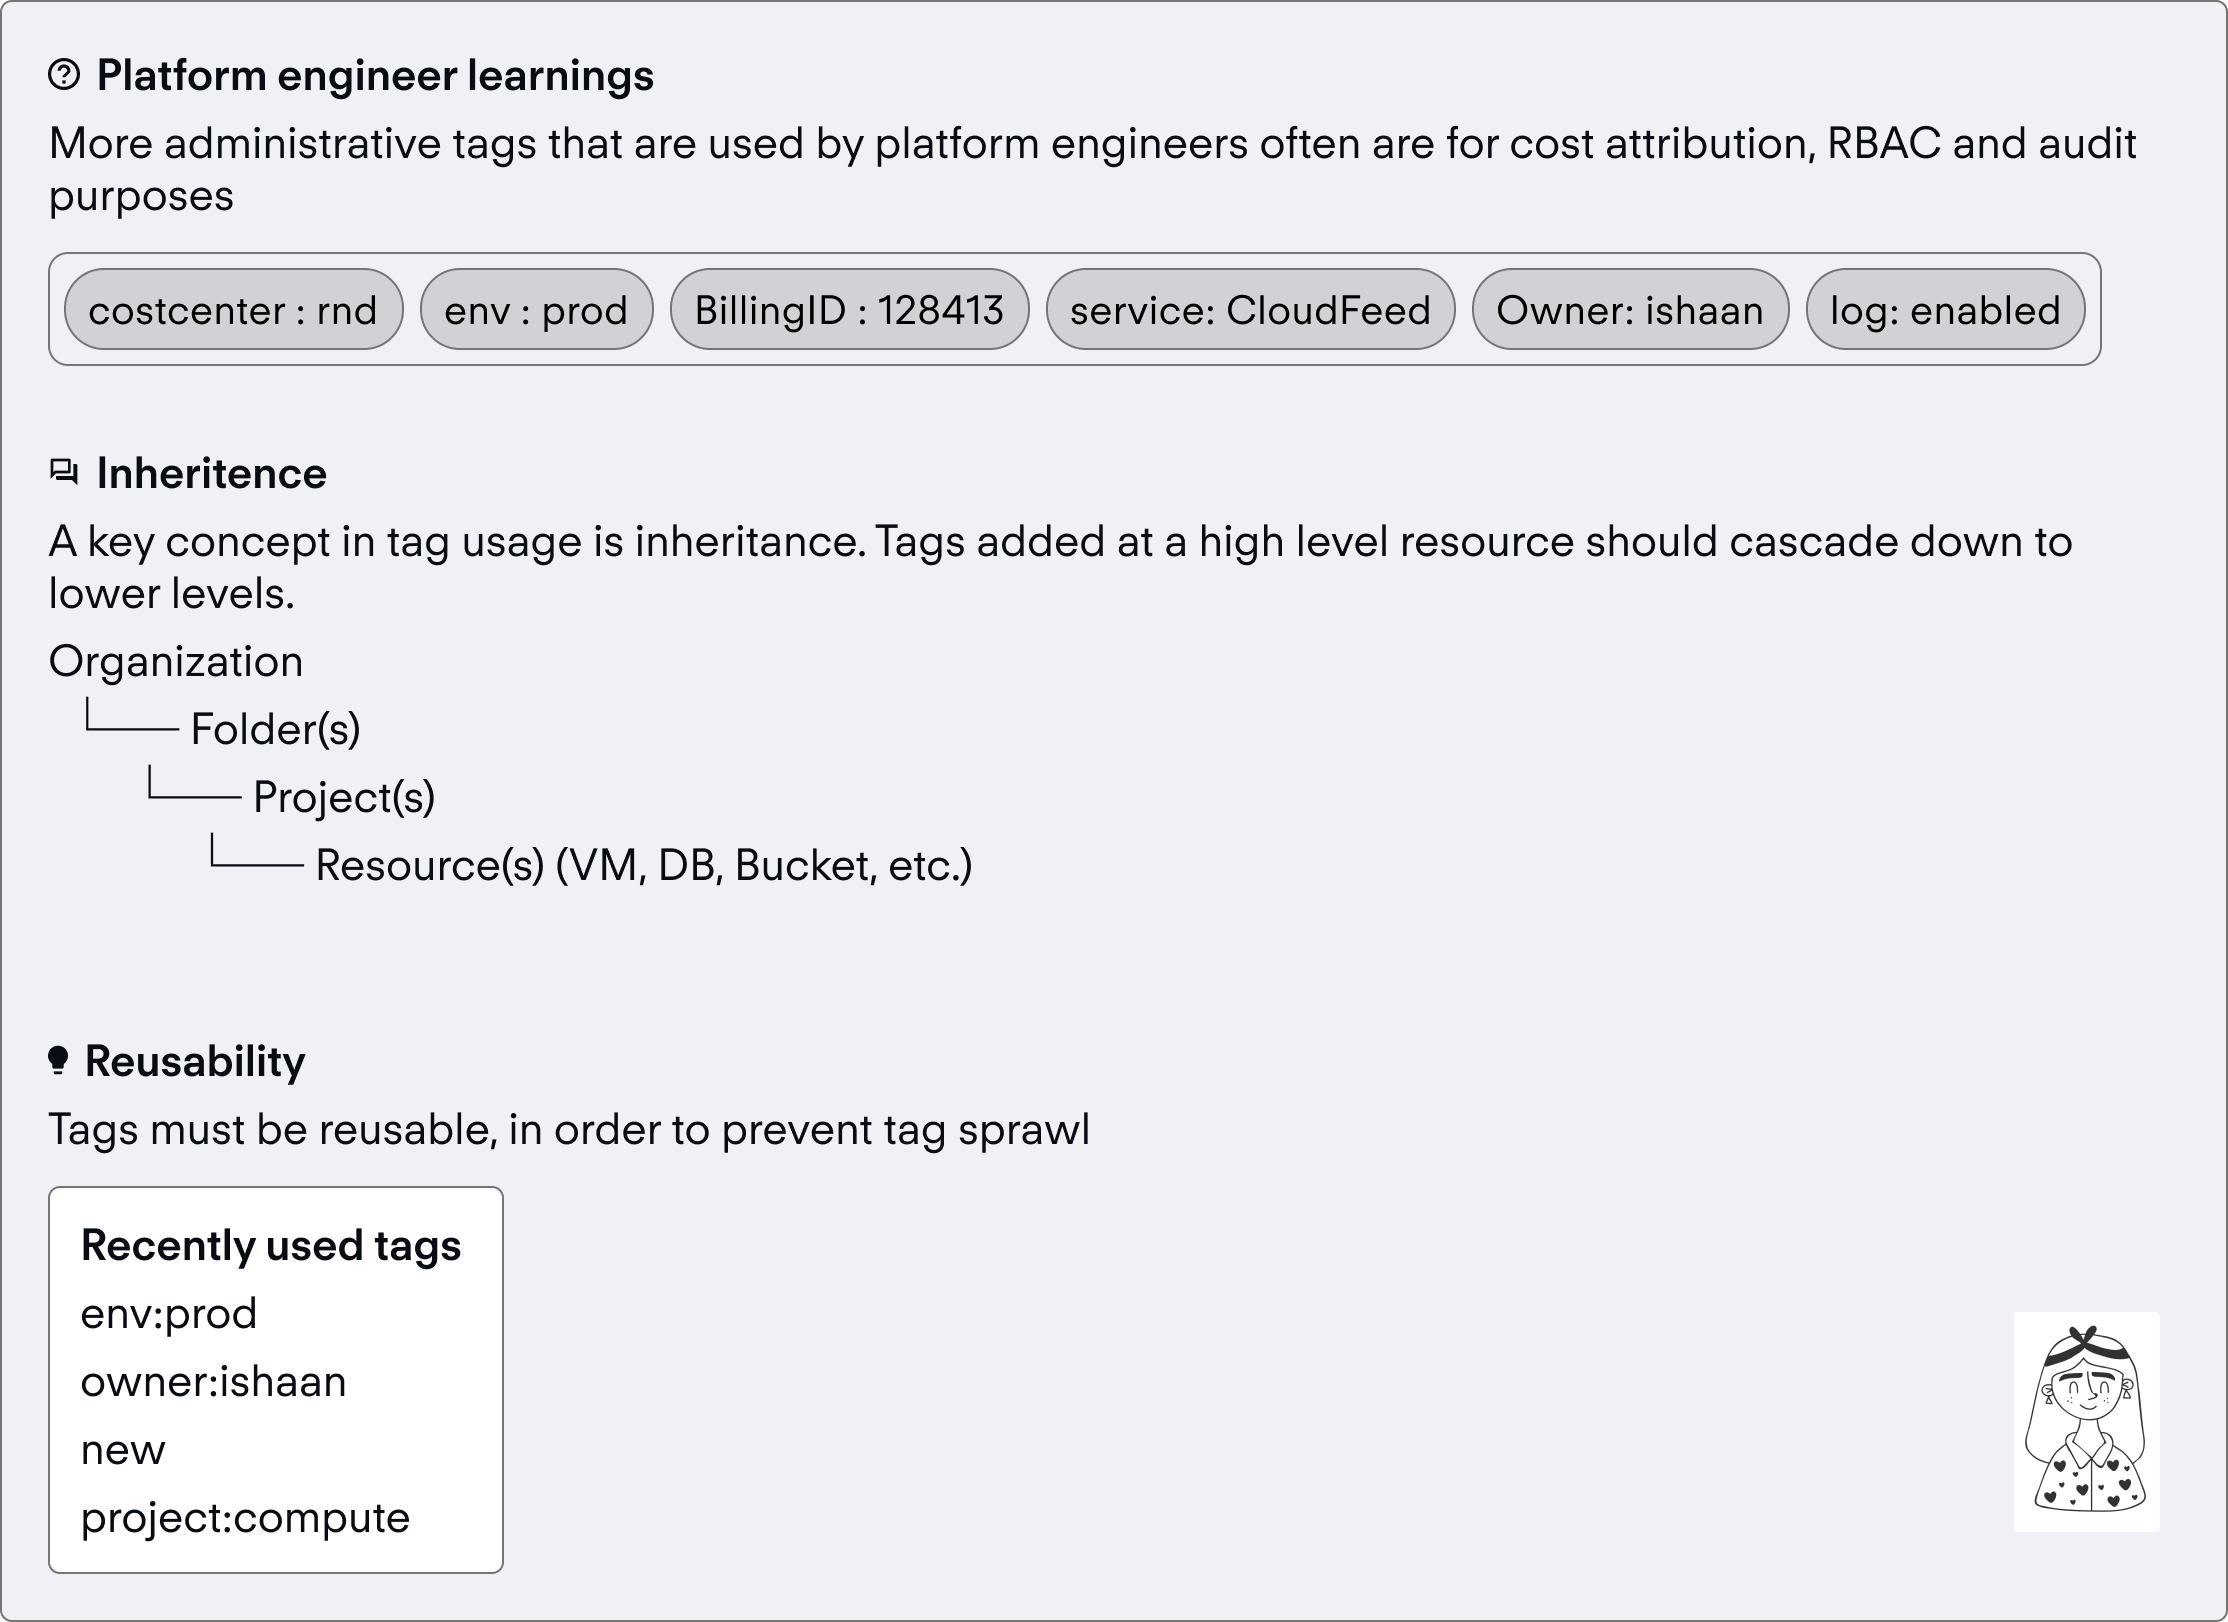 Platform engineer learnings
More administrative tags that are used by platform engineers often are for cost attribution, RBAC and audit
purposes
costcenter : rnd env : prod BillingID : 128413 service: CloudFeed Owner: ishaan log: enabled
Inheritence
A key concept in tag usage is inheritance. Tags added at a high level resource should cascade down to
lower levels.
Organization
Folder(s)
Project(s)
Resource(s) (VM, DB, Bucket, etc.)
Reusability
Tags must be reusable, in order to prevent tag sprawl
Recently used tags
env:prod
owner:ishaan
new
project:compute